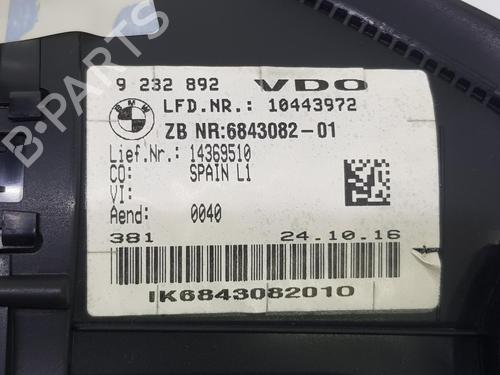 9 232 892 VDO
BMW
LFD.NR.: 10443972
ZB NR:6843082-01
Lief.Nr.: 14369510
CO: SPAIN L1
VI:
Aend: 0040
381 24.10.16
IK6843082010
B-PARTS